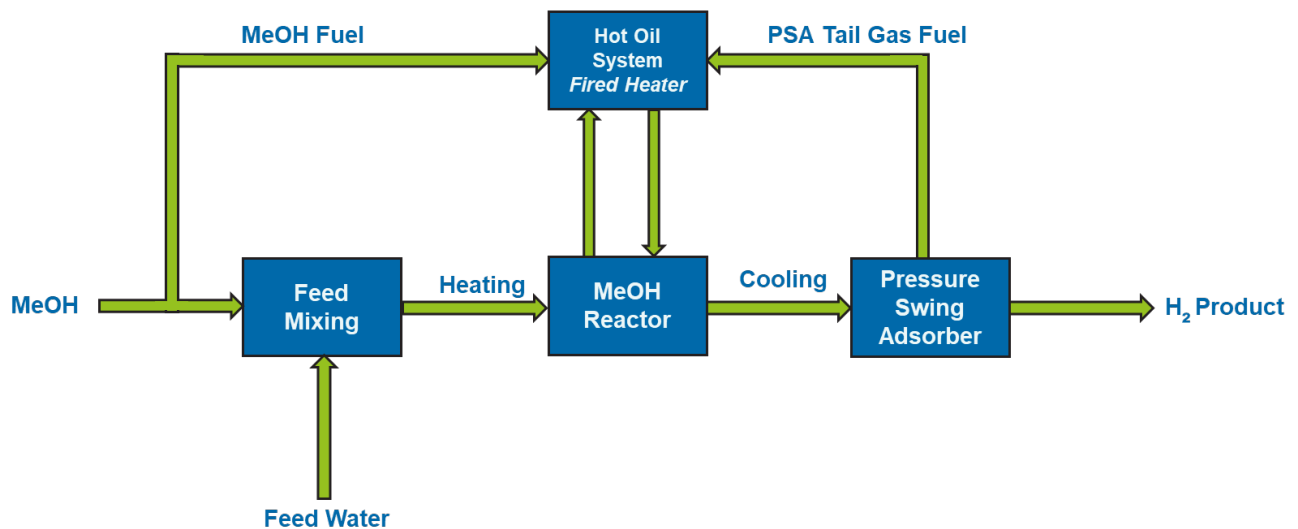 MeOH Fuel
Hot Oil
System
Fired Heater
PSA Tail Gas Fuel
MeOH
Feed
Mixing
Heating
MeOH
Reactor
Cooling
Pressure
Swing
Adsorber
H₂ Product
Feed Water